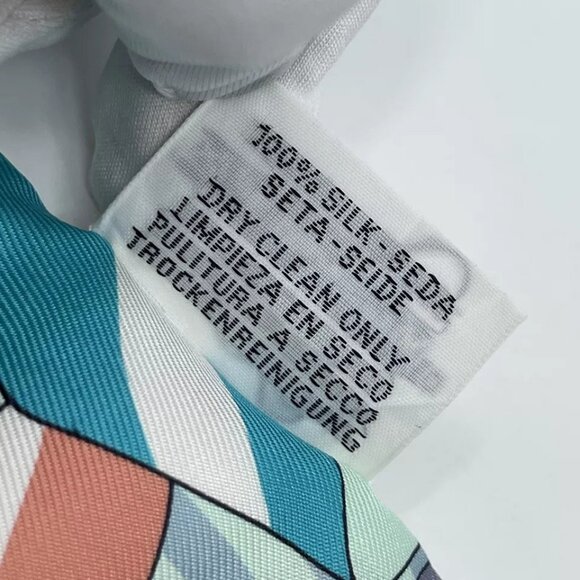 100% SILK-SEDA
SETA-SEIDE
DRY CLEAN ONLY
LIMPIEZA EN SECO
PULITURA A SECCO
TROCKENREINIGUNG